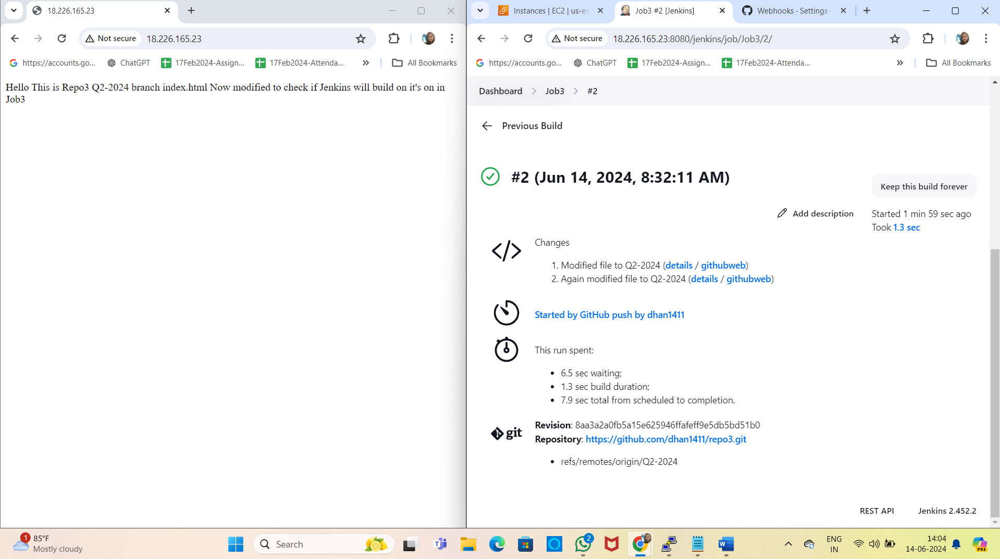 18.226.165.23
Not secure
18.226.165.23
https://accounts.go...
ChatGPT
17Feb2024-Assign...
17Feb2024-Attenda...
»
All Bookmarks
Hello This is Repo3 Q2-2024 branch index.html Now modified to check if Jenkins will build on it's on in
Job3
Instances | EC2 | us-ea
Job3 #2 [Jenkins]
Webhooks · Settings ·
Not secure
18.226.165.23:8080/jenkins/job/Job3/2/
https://accounts.go...
ChatGPT
17Feb2024-Assign...
17Feb2024-Attenda...
»
All Bookmarks
Dashboard > Job3 > #2
Previous Build
#2 (Jun 14, 2024, 8:32:11 AM)
Keep this build forever
Add description
Started 1 min 59 sec ago
Took 1.3 sec
Changes
1. Modified file to Q2-2024 (details / githubweb)
2. Again modified file to Q2-2024 (details / githubweb)
Started by GitHub push by dhan1411
This run spent:
• 6.5 sec waiting;
• 1.3 sec build duration;
• 7.9 sec total from scheduled to completion.
git
Revision: 8aa3a2a0fb5a15e625946ffafeff9e5db5bd51b0
Repository: https://github.com/dhan1411/repo3.git
• refs/remotes/origin/Q2-2024
REST API
Jenkins 2.452.2
1
85°F
Mostly cloudy
Search
2
W
ENG
IN
14:04
14-06-2024
PRE